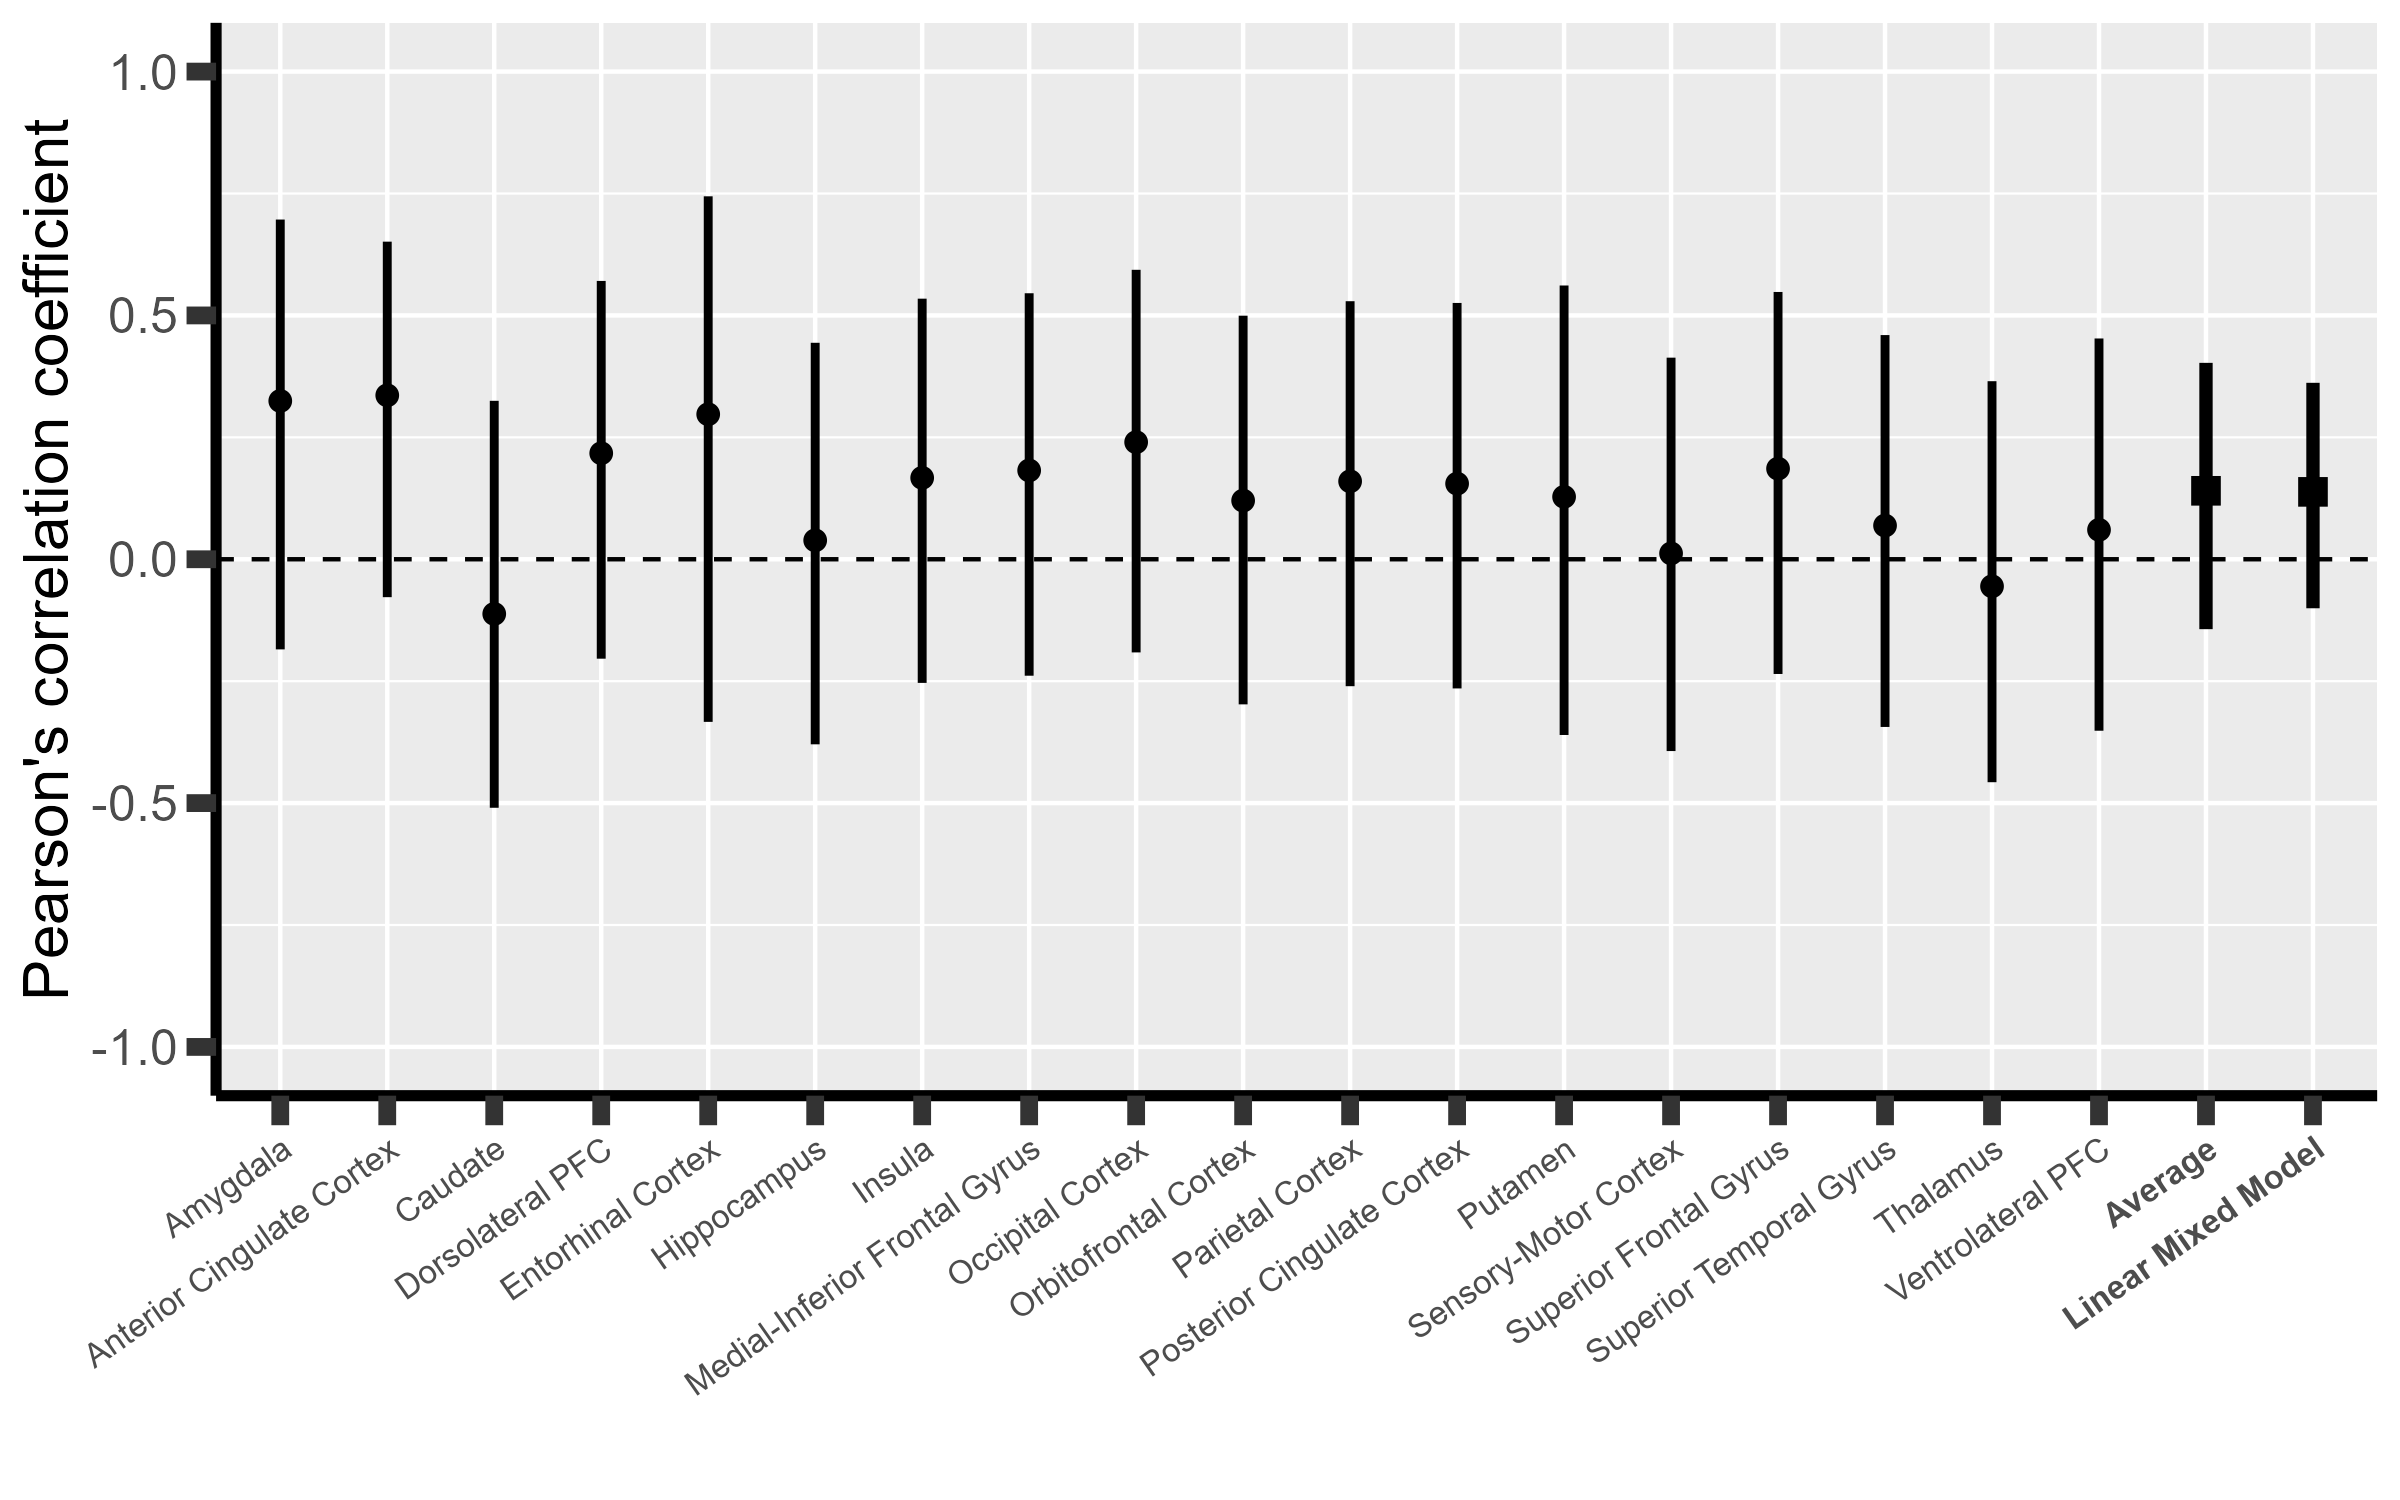 Pearson's correlation coefficient
1.0
0.5
0.0
-0.5
-1.0
Amygdala
Anterior Cingulate Cortex
Caudate
Dorsolateral PFC
Entorhinal Cortex
Hippocampus
Insula
Medial-Inferior Frontal Gyrus
Occipital Cortex
Orbitofrontal Cortex
Parietal Cortex
Posterior Cingulate Cortex
Putamen
Sensory-Motor Cortex
Superior Frontal Gyrus
Superior Temporal Gyrus
Thalamus
Ventrolateral PFC
Average
Linear Mixed Model